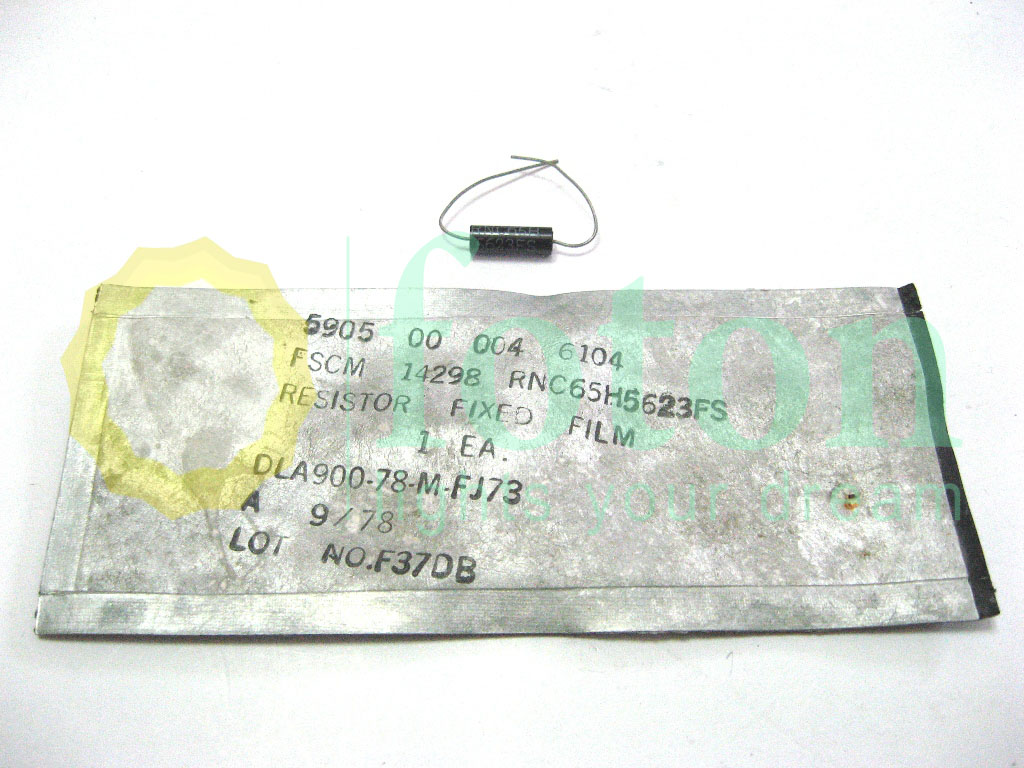 5623FS
5905 00 004 6104
FSCM 14298 RNC65H5623FS
RESISTOR FIXED FILM
1 EA.
DLA900-78-M-FJ73
A 9/78
LOT NO.F37DB
foton
lights your dream